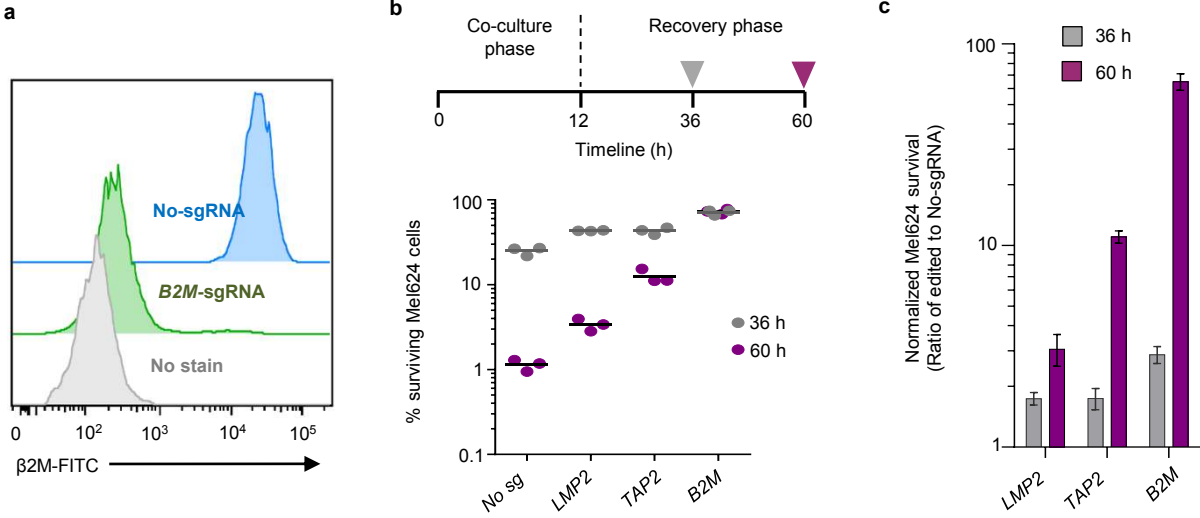 a
No-sgRNA
B2M-sgRNA
No stain
0 10² 10³ 10⁴ 10⁵
β2M-FITC
b
Co-culture
phase
Recovery phase
0 12 36 60
Timeline (h)
% surviving Mel624 cells
100
10
1
0.1
36 h
60 h
No sg LMP2 TAP2 B2M
c
36 h
60 h
Normalized Mel624 survival
(Ratio of edited to No-sgRNA)
100
10
1
LMP2 TAP2 B2M